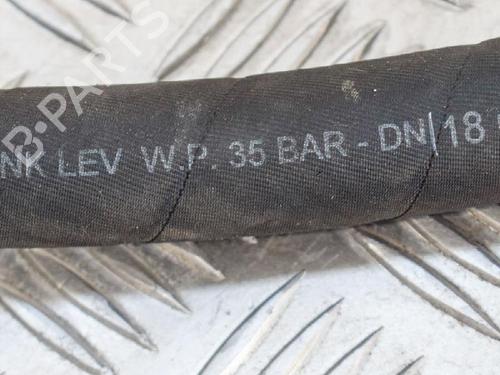 B-PARTS
NK LEV W.P. 35 BAR - DN/18